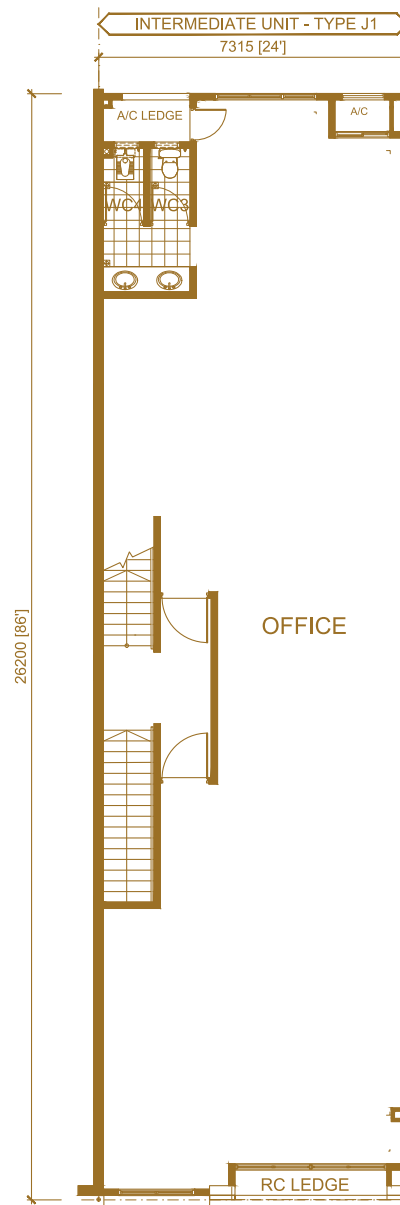 INTERMEDIATE UNIT - TYPE J1
7315 [24']
A/C LEDGE
A/C
WC4 WC3
26200 [86']
OFFICE
RC LEDGE